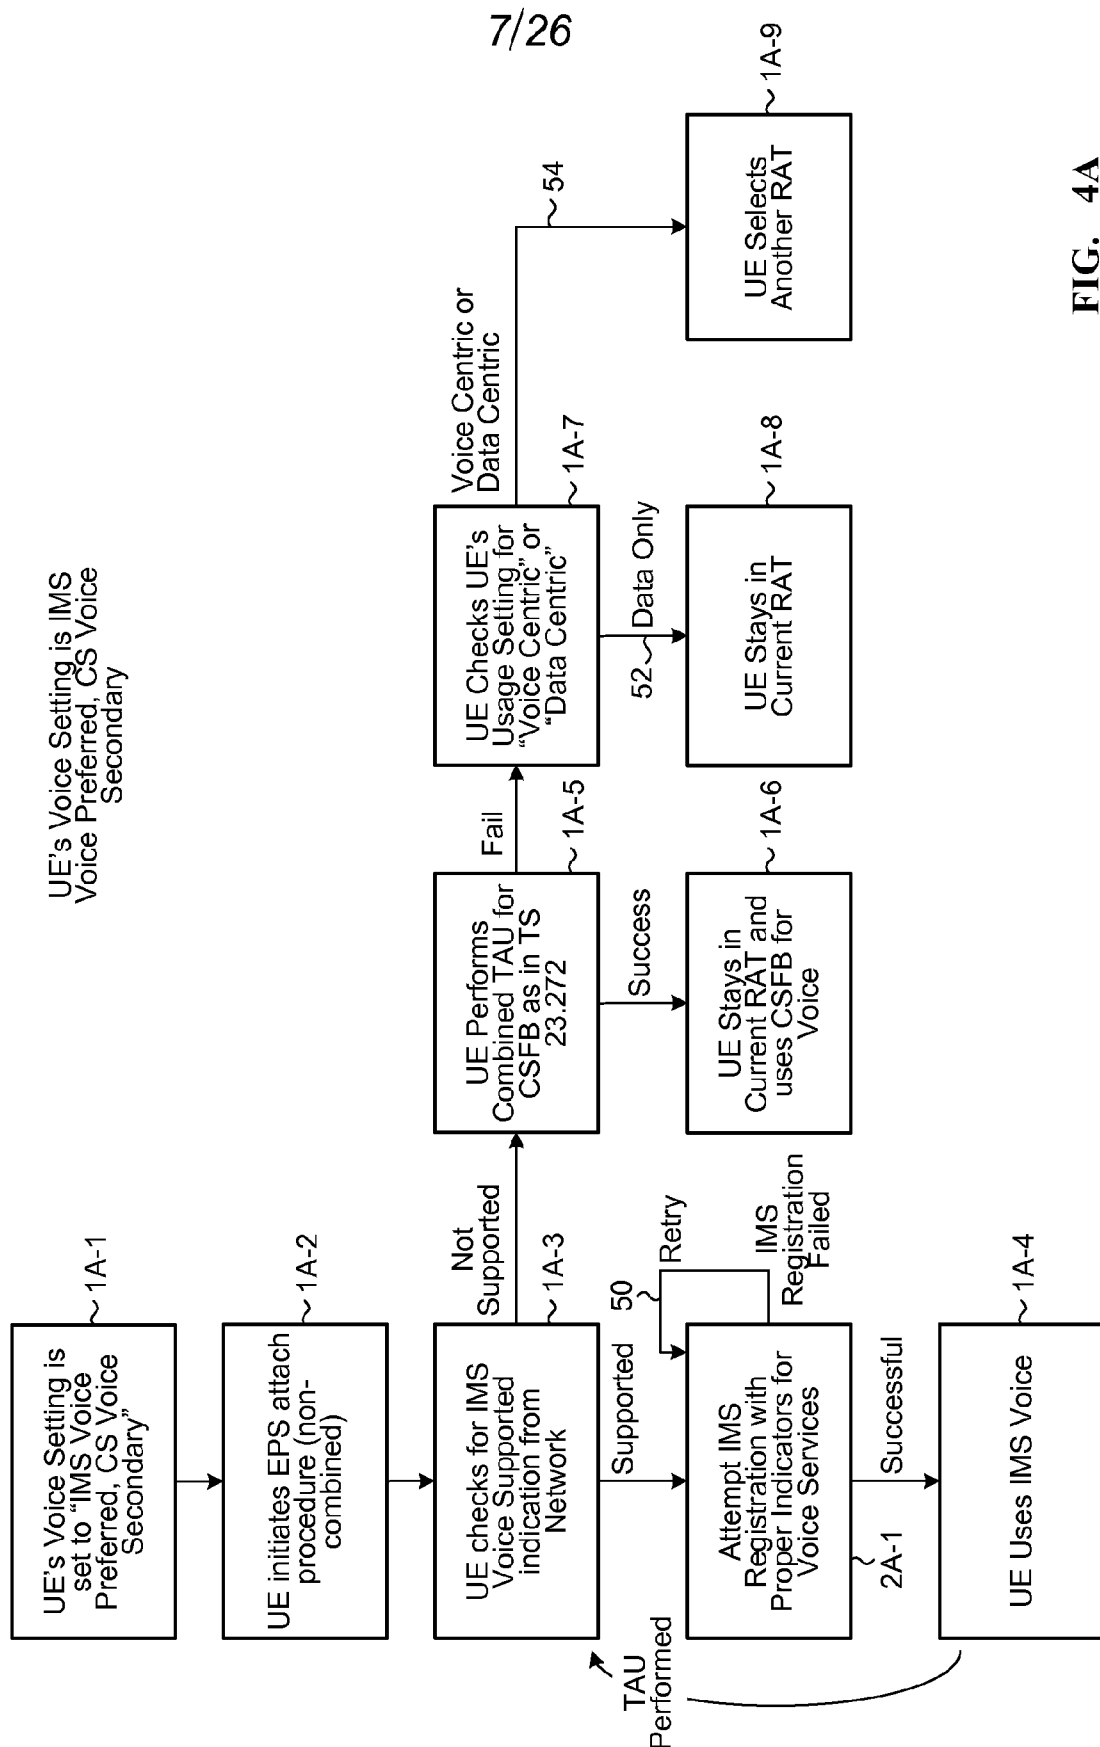 7/26
UE's Voice Setting is IMS
Voice Preferred, CS Voice
Secondary
UE's Voice Setting is
set to “IMS Voice
Preferred, CS Voice
Secondary”
1A-1
UE initiates EPS attach
procedure (non-
combined)
1A-2
UE checks for IMS
Voice Supported
indication from
Network
1A-3
Not
Supported
UE Performs
Combined TAU for
CSFB as in TS
23.272
1A-5
Fail
UE Checks UE's
Usage Setting for
“Voice Centric” or
“Data Centric”
1A-7
Voice Centric or
Data Centric
54
Supported
Success
52
Data Only
TAU
Performed
Attempt IMS
Registration with
Proper Indicators for
Voice Services
2A-1
50
Retry
IMS
Registration
Failed
UE Stays in
Current RAT and
uses CSFB for
Voice
1A-6
UE Stays in
Current RAT
1A-8
UE Selects
Another RAT
1A-9
Successful
UE Uses IMS Voice
1A-4
FIG. 4A